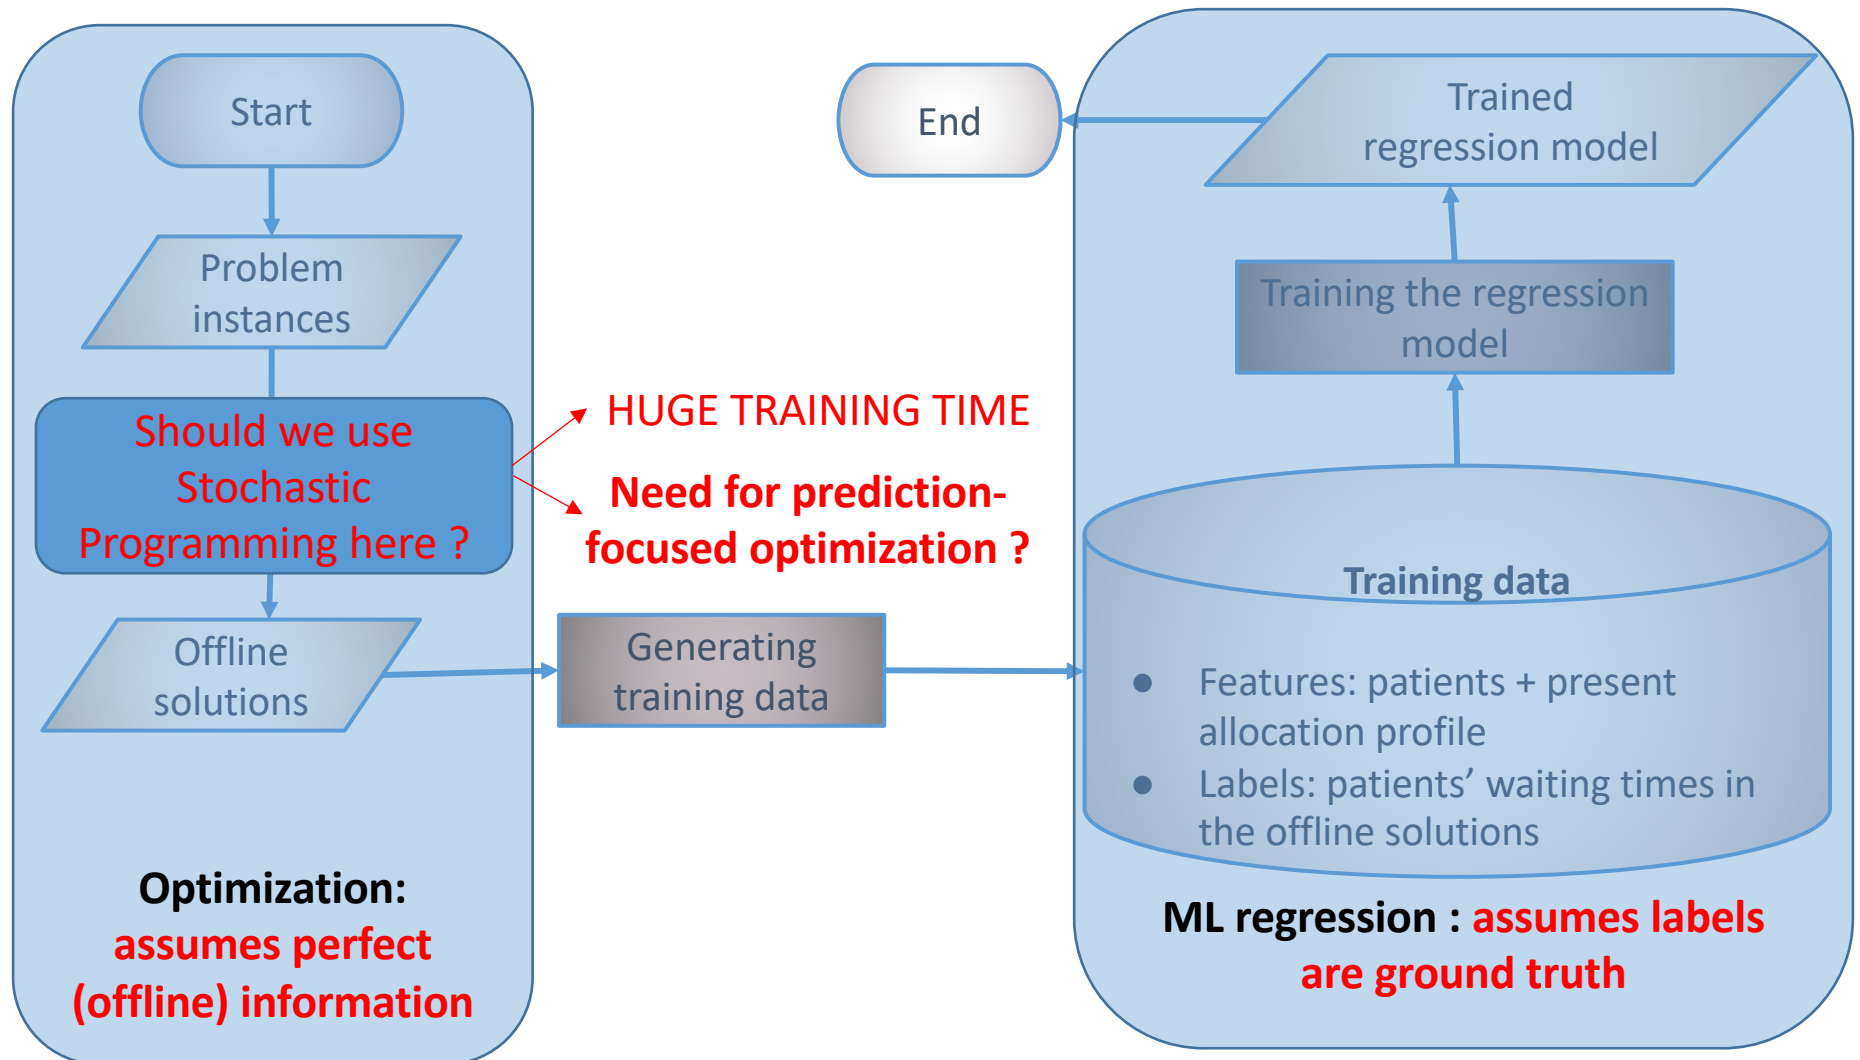 Start
Problem
instances
Should we use
Stochastic
Programming here ?
Offline
solutions
Optimization:
assumes perfect
(offline) information
HUGE TRAINING TIME
Need for prediction-
focused optimization ?
Generating
training data
End
Trained
regression model
Training the regression
model
Training data
● Features: patients + present
allocation profile
● Labels: patients’ waiting times in
the offline solutions
ML regression : assumes labels
are ground truth